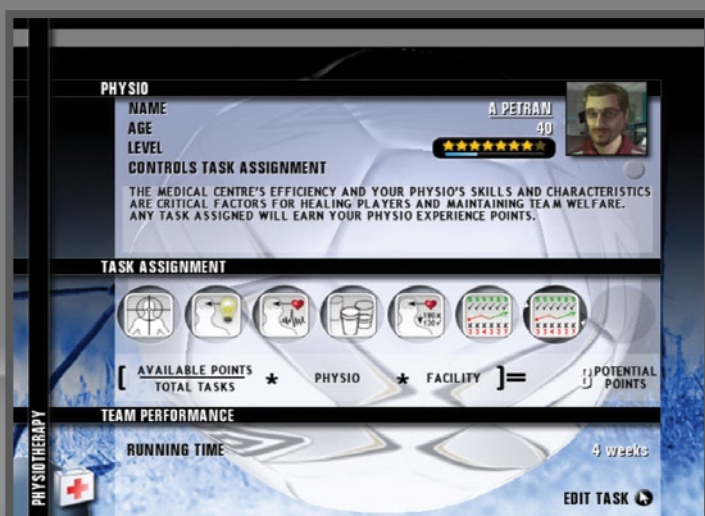 PHYSIO
NAME A PETRAN
AGE 40
LEVEL
CONTROLS TASK ASSIGNMENT
THE MEDICAL CENTRE'S EFFICIENCY AND YOUR PHYSIO'S SKILLS AND CHARACTERISTICS
ARE CRITICAL FACTORS FOR HEALING PLAYERS AND MAINTAINING TEAM WELFARE.
ANY TASK ASSIGNED WILL EARN YOUR PHYSIO EXPERIENCE POINTS.
TASK ASSIGNMENT
[ AVAILABLE POINTS
TOTAL TASKS * PHYSIO * FACILITY ]= 8 POTENTIAL
POINTS
TEAM PERFORMANCE
RUNNING TIME 4 weeks
EDIT TASK
PHYSIOTHERAPY